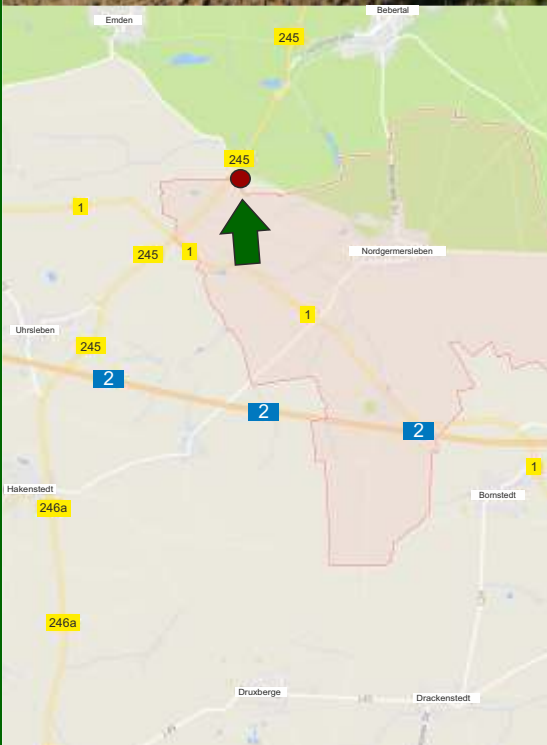 Bebertal
Emden
245
245
1
1
245
Nordgermersleben
1
Uhrsleben
245
2
2
2
1
Hakenstedt
Bornstedt
246a
246a
Druxberge
Drackenstedt